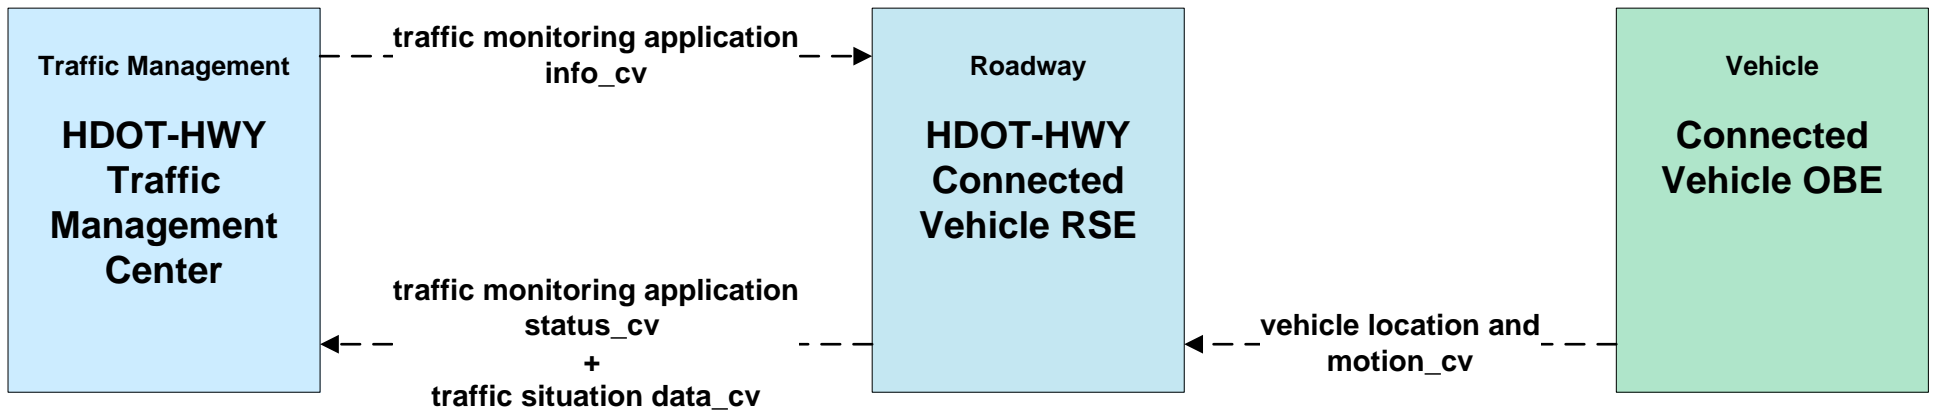 Traffic Management
HDOT-HWY
Traffic
Management
Center
traffic monitoring application
info_cv
traffic monitoring application
status_cv
+
traffic situation data_cv
Roadway
HDOT-HWY
Connected
Vehicle RSE
vehicle location and
motion_cv
Vehicle
Connected
Vehicle OBE